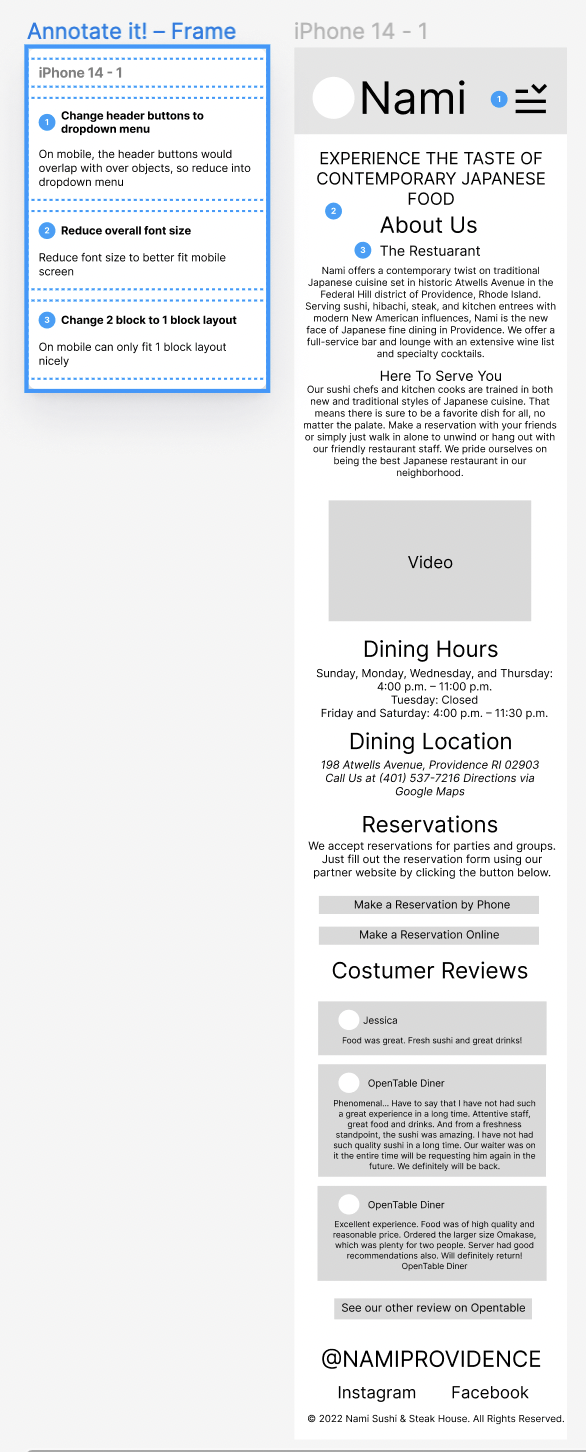 Annotate it! – Frame
iPhone 14 - 1
1
Change header buttons to
dropdown menu
On mobile, the header buttons would
overlap with over objects, so reduce into
dropdown menu
2
Reduce overall font size
Reduce font size to better fit mobile
screen
3
Change 2 block to 1 block layout
On mobile can only fit 1 block layout
nicely
iPhone 14 - 1
Nami
1
EXPERIENCE THE TASTE OF
CONTEMPORARY JAPANESE
FOOD
2
About Us
3
The Restuarant
Nami offers a contemporary twist on traditional
Japanese cuisine set in historic Atwells Avenue in the
Federal Hill district of Providence, Rhode Island.
Serving sushi, hibachi, steak, and kitchen entrees with
modern New American influences, Nami is the new
face of Japanese fine dining in Providence. We offer a
full-service bar and lounge with an extensive wine list
and specialty cocktails.
Here To Serve You
Our sushi chefs and kitchen cooks are trained in both
new and traditional styles of Japanese cuisine. That
means there is sure to be a favorite dish for all, no
matter the palate. Make a reservation with your friends
or simply just walk in alone to unwind or hang out with
our friendly restaurant staff. We pride ourselves on
being the best Japanese restaurant in our
neighborhood.
Video
Dining Hours
Sunday, Monday, Wednesday, and Thursday:
4:00 p.m. – 11:00 p.m.
Tuesday: Closed
Friday and Saturday: 4:00 p.m. – 11:30 p.m.
Dining Location
198 Atwells Avenue, Providence RI 02903
Call Us at (401) 537-7216 Directions via
Google Maps
Reservations
We accept reservations for parties and groups.
Just fill out the reservation form using our
partner website by clicking the button below.
Make a Reservation by Phone
Make a Reservation Online
Costumer Reviews
Jessica
Food was great. Fresh sushi and great drinks!
OpenTable Diner
Phenomenal... Have to say that I have not had such
a great experience in a long time. Attentive staff,
great food and drinks. And from a freshness
standpoint, the sushi was amazing. I have not had
such quality sushi in a long time. Our waiter was on
it the entire time will be requesting him again in the
future. We definitely will be back.
OpenTable Diner
Excellent experience. Food was of high quality and
reasonable price. Ordered the larger size Omakase,
which was plenty for two people. Server had good
recommendations also. Will definitely return!
OpenTable Diner
See our other review on Opentable
@NAMIPROVIDENCE
Instagram Facebook
© 2022 Nami Sushi & Steak House. All Rights Reserved.